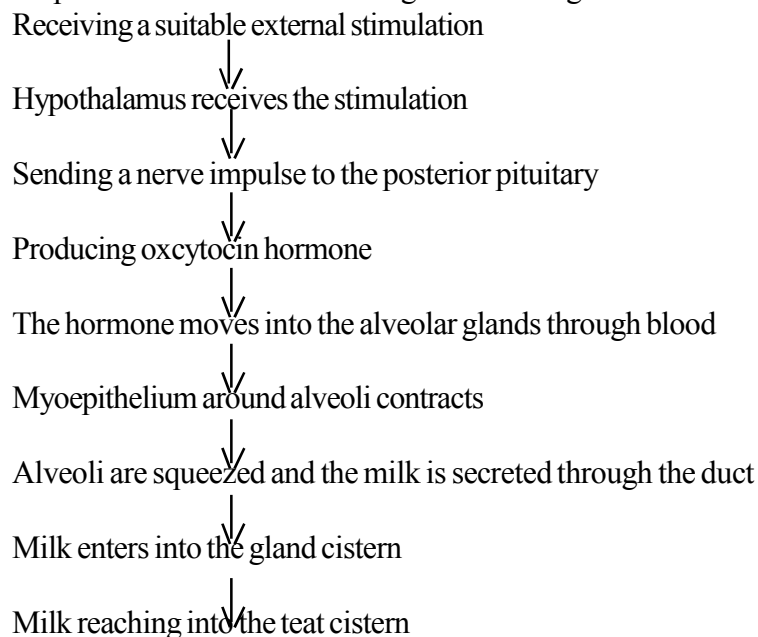 Receiving a suitable external stimulation
Hypothalamus receives the stimulation
Sending a nerve impulse to the posterior pituitary
Producing oxcytocin hormone
The hormone moves into the alveolar glands through blood
Myoepithelium around alveoli contracts
Alveoli are squeezed and the milk is secreted through the duct
Milk enters into the gland cistern
Milk reaching into the teat cistern